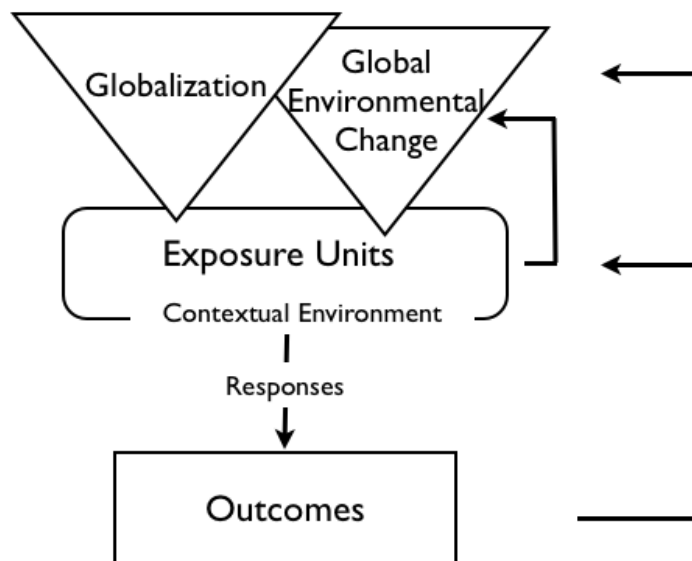 Globalization
Global
Environmental
Change
Exposure Units
Contextual Environment
Responses
Outcomes